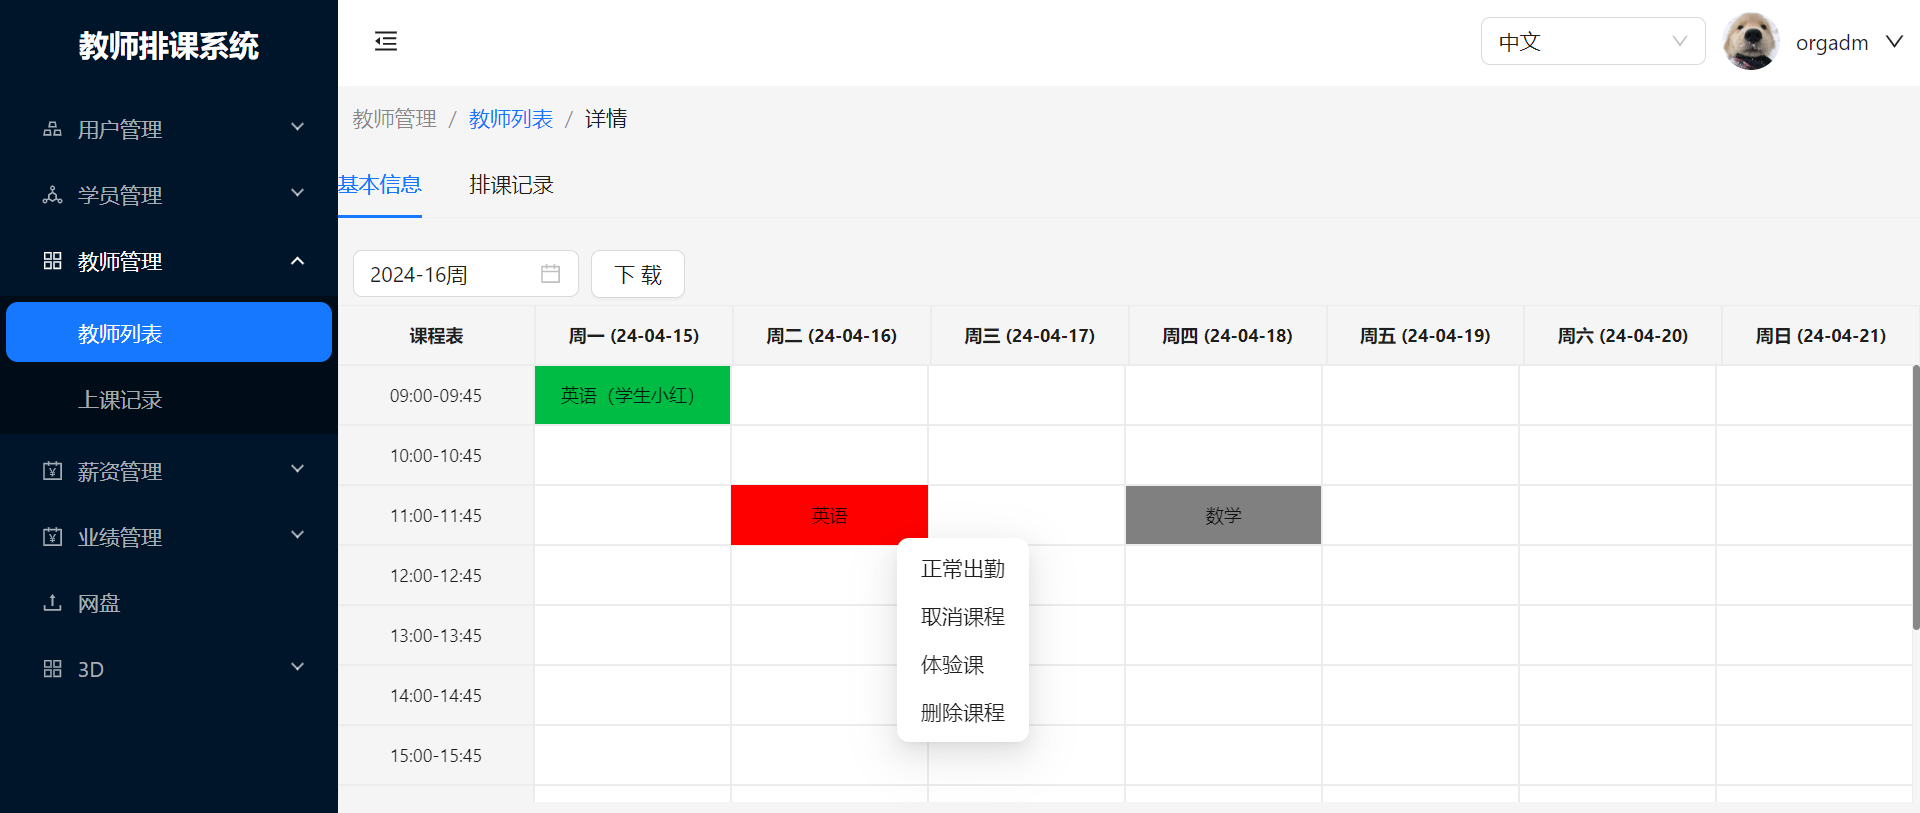 教师排课系统
用户管理
学员管理
教师管理
教师列表
上课记录
薪资管理
业绩管理
网盘
3D
中文
orgadm
教师管理 / 教师列表 / 详情
基本信息 排课记录
2024-16周 下 载
课程表 周一 (24-04-15) 周二 (24-04-16) 周三 (24-04-17) 周四 (24-04-18) 周五 (24-04-19) 周六 (24-04-20) 周日 (24-04-21)
09:00-09:45 英语（学生小红）
10:00-10:45
11:00-11:45 英语 数学
12:00-12:45
13:00-13:45
14:00-14:45
15:00-15:45
正常出勤
取消课程
体验课
删除课程